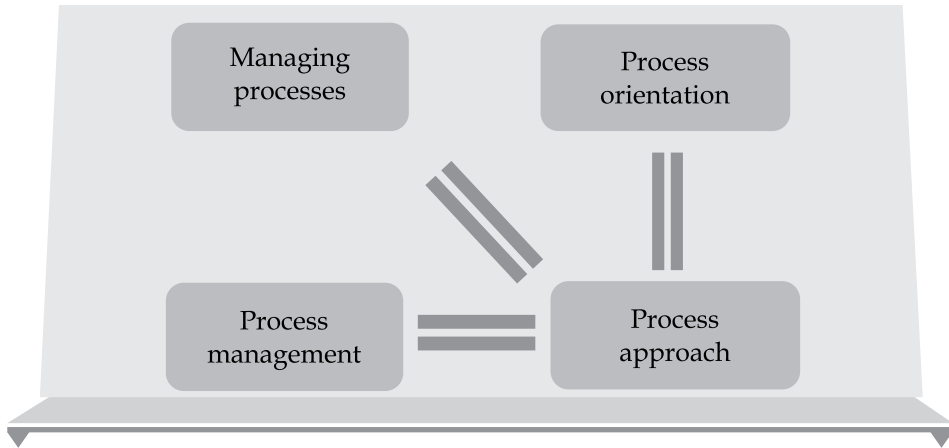 Managing
processes
Process
orientation
Process
management
Process
approach